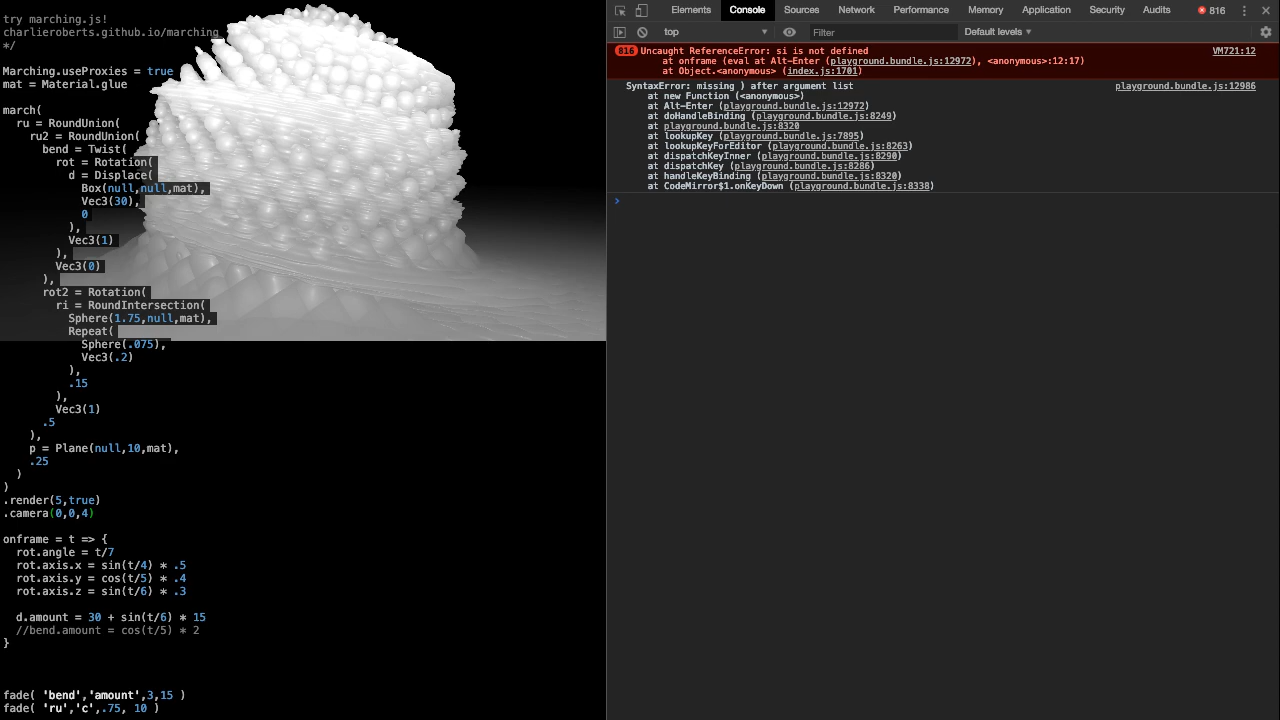 try marching.js!
charlieroberts.github.io/marching
*/
Marching.useProxies = true
mat = Material.glue
march(
ru = RoundUnion(
ru2 = RoundUnion(
bend = Twist(
rot = Rotation(
d = Displace(
Box(null,null,mat),
Vec3(30),
0
),
Vec3(1)
),
Vec3(0)
),
rot2 = Rotation(
ri = RoundIntersection(
Sphere(1.75,null,mat),
Repeat(
Sphere(.075),
Vec3(.2)
),
.15
),
Vec3(1)
.5
),
p = Plane(null,10,mat),
.25
)
)
.render(5,true)
.camera(0,0,4)
onframe = t => {
rot.angle = t/7
rot.axis.x = sin(t/4) * .5
rot.axis.y = cos(t/5) * .4
rot.axis.z = sin(t/6) * .3
d.amount = 30 + sin(t/6) * 15
//bend.amount = cos(t/5) * 2
}
fade( 'bend','amount',3,15 )
fade( 'ru','c',.75, 10 )
Elements Console Sources Network Performance Memory Application Security Audits 816
top Filter Default levels
816 Uncaught ReferenceError: si is not defined VM721:12
at onframe (eval at Alt-Enter (playground.bundle.js:12972), <anonymous>:12:17)
at Object.<anonymous> (index.js:1701)
SyntaxError: missing ) after argument list playground.bundle.js:12986
at new Function (<anonymous>)
at Alt-Enter (playground.bundle.js:12972)
at doHandleBinding (playground.bundle.js:8249)
at playground.bundle.js:8320
at lookupKey (playground.bundle.js:7895)
at lookupKeyForEditor (playground.bundle.js:8263)
at dispatchKeyInner (playground.bundle.js:8290)
at dispatchKey (playground.bundle.js:8286)
at handleKeyBinding (playground.bundle.js:8320)
at CodeMirror$1.onKeyDown (playground.bundle.js:8338)